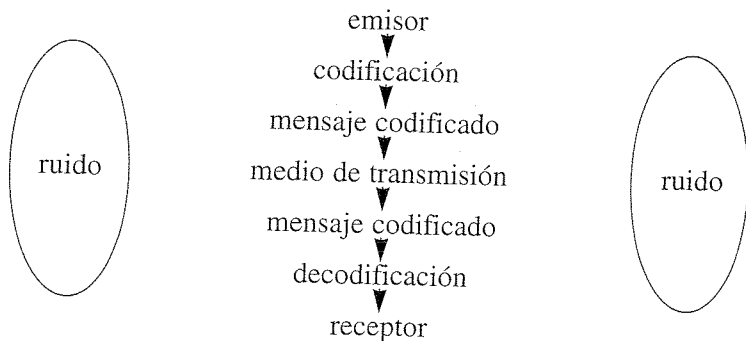 emisor
codificación
mensaje codificado
ruido
medio de transmisión
ruido
mensaje codificado
decodificación
receptor